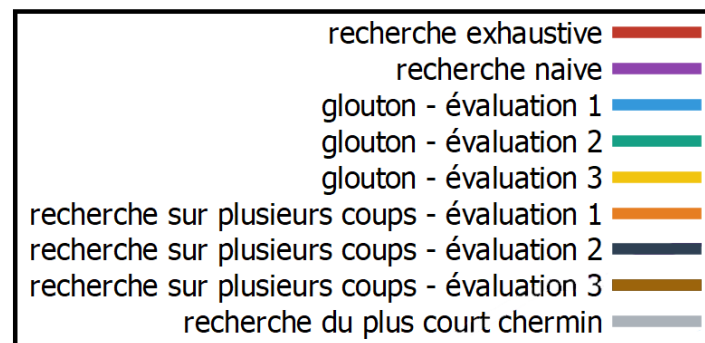 recherche exhaustive
recherche naive
glouton - évaluation 1
glouton - évaluation 2
glouton - évaluation 3
recherche sur plusieurs coups - évaluation 1
recherche sur plusieurs coups - évaluation 2
recherche sur plusieurs coups - évaluation 3
recherche du plus court chermin